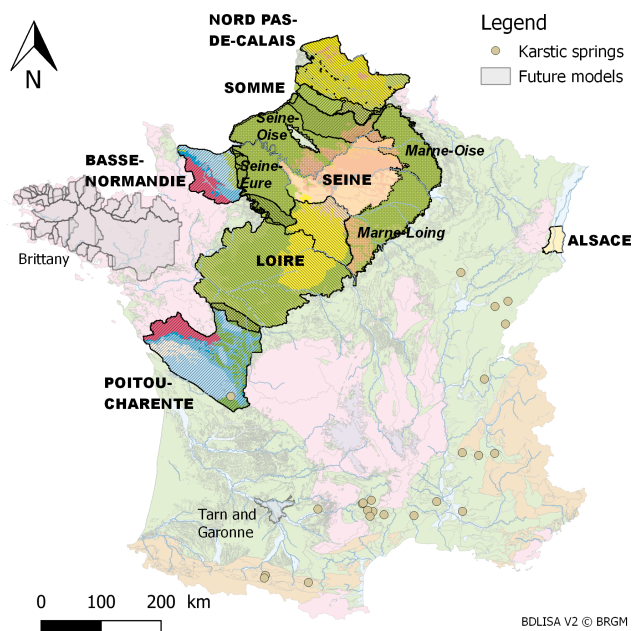 NORD PAS-
DE-CALAIS
Legend
Karstic springs
Future models
N
SOMME
Seine-
Oise
Marne-Oise
BASSE-
NORMANDIE
Seine-
Eure
SEINE
Marne-Loing
ALSACE
Brittany
LOIRE
POITOU-
CHARENTE
Tarn and
Garonne
0 100 200 km
BDLISA V2 © BRGM